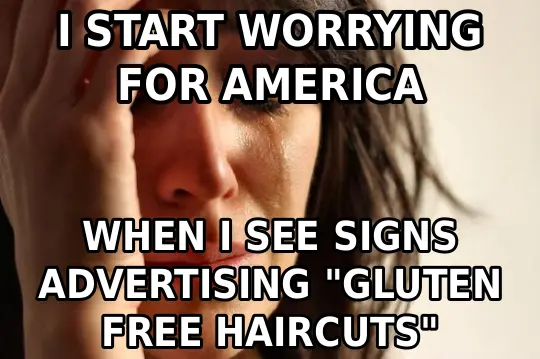 I START WORRYING
FOR AMERICA
WHEN I SEE SIGNS
ADVERTISING "GLUTEN
FREE HAIRCUTS"